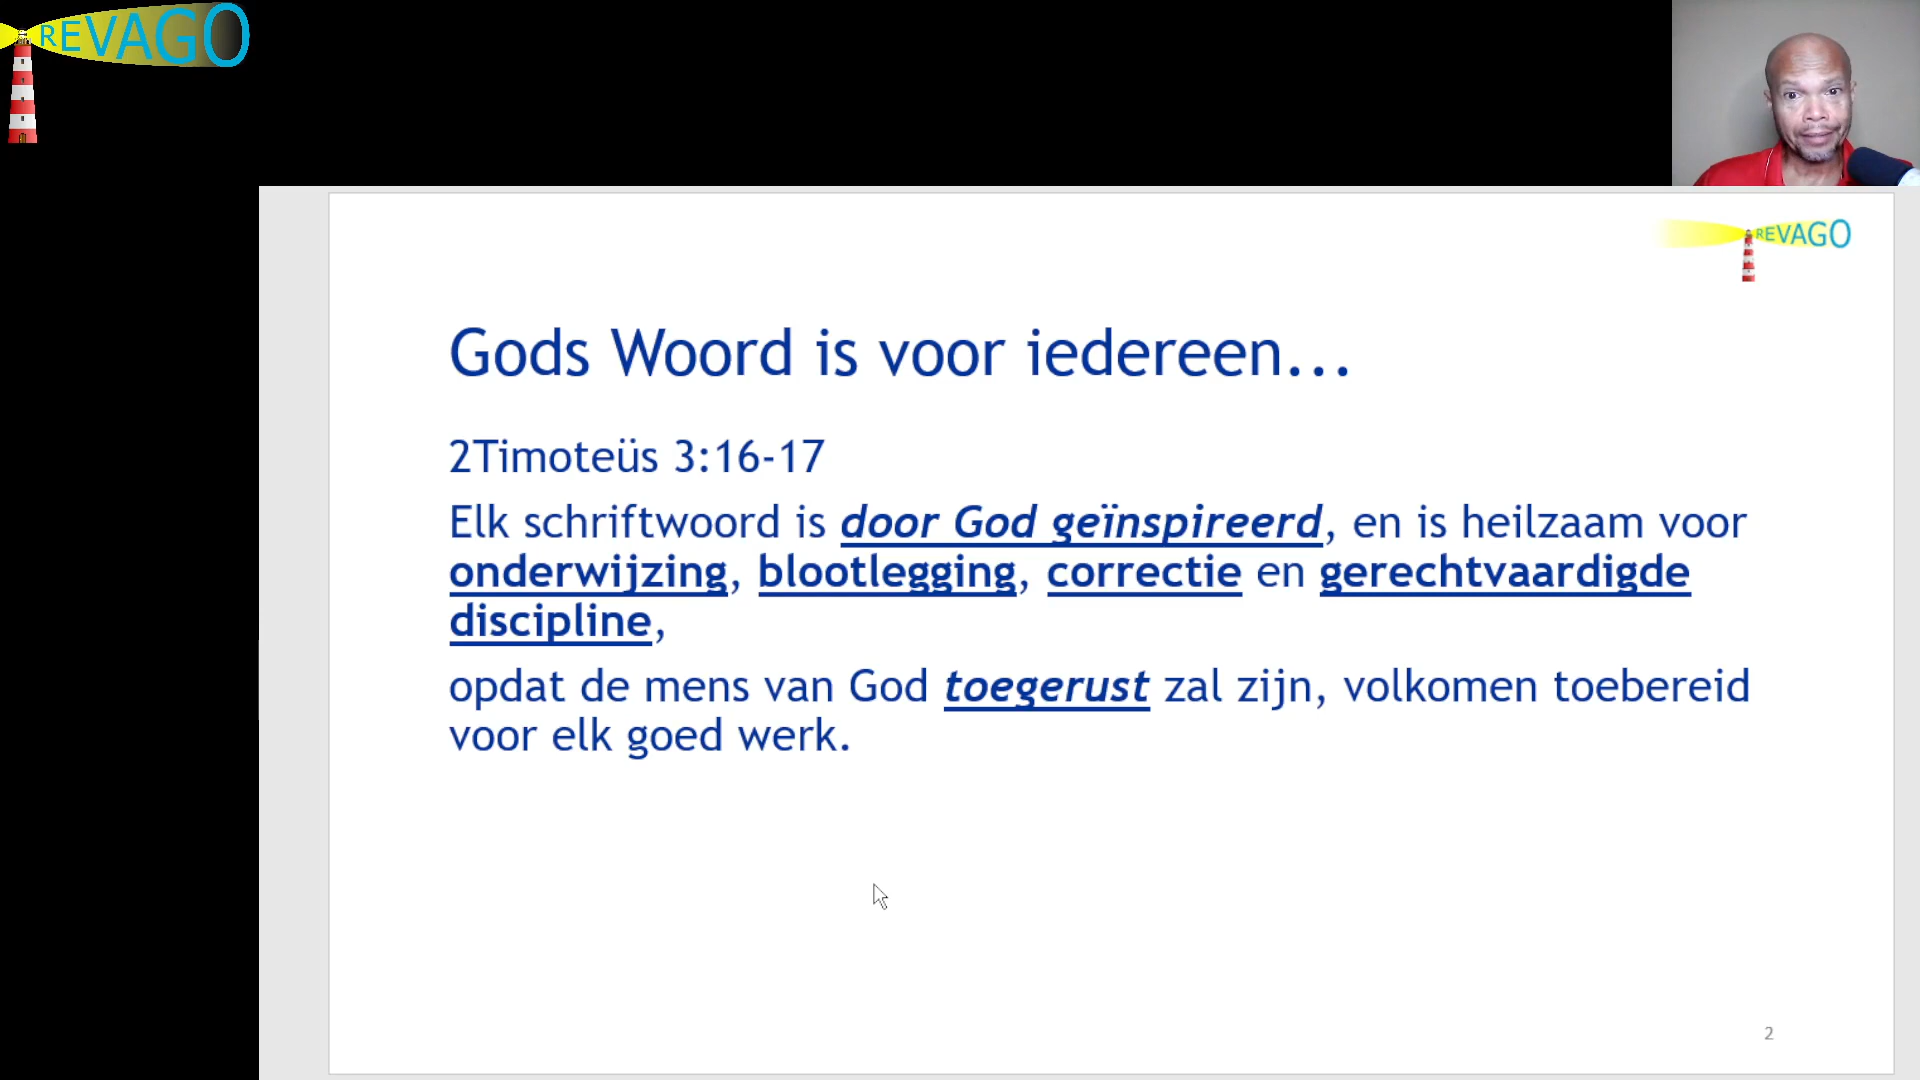 REVAGO
REVAGO
Gods Woord is voor iedereen...
2Timoteüs 3:16-17
Elk schriftwoord is door God geïnspireerd, en is heilzaam voor
onderwijzing, blootlegging, correctie en gerechtvaardigde
discipline,
opdat de mens van God toegerust zal zijn, volkomen toebereid
voor elk goed werk.
2